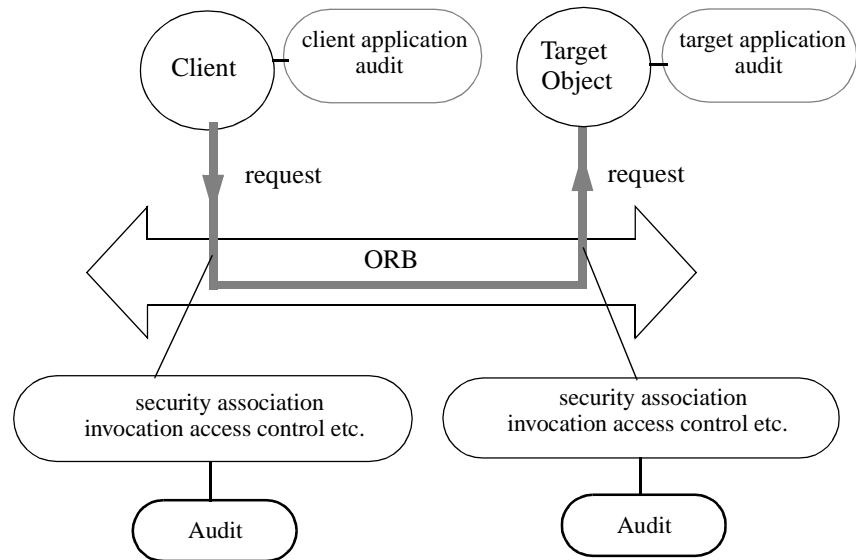 Client
client application
audit
Target
Object
target application
audit
request
request
ORB
security association
invocation access control etc.
security association
invocation access control etc.
Audit
Audit